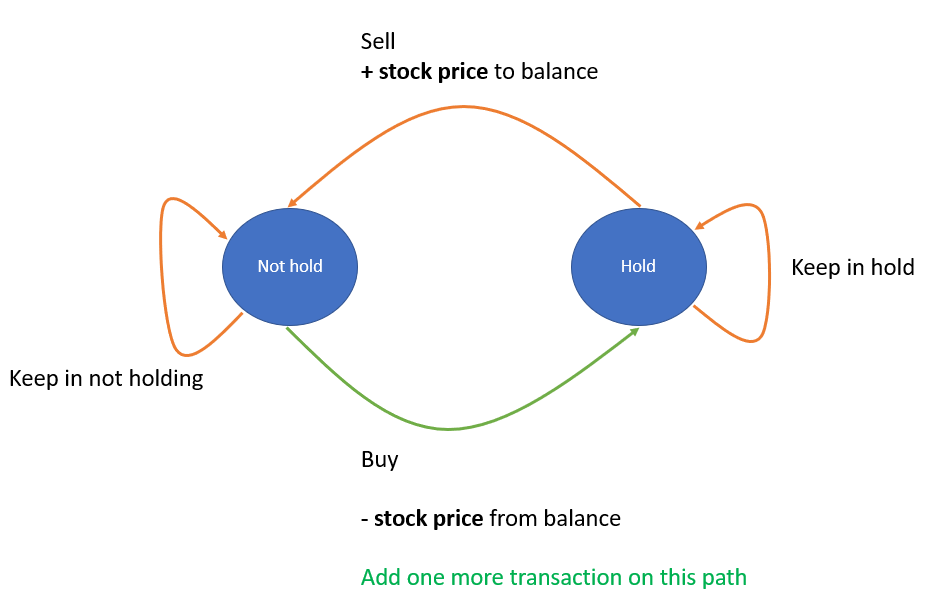 Sell
+ stock price to balance
Not hold
Hold
Keep in hold
Keep in not holding
Buy
- stock price from balance
Add one more transaction on this path